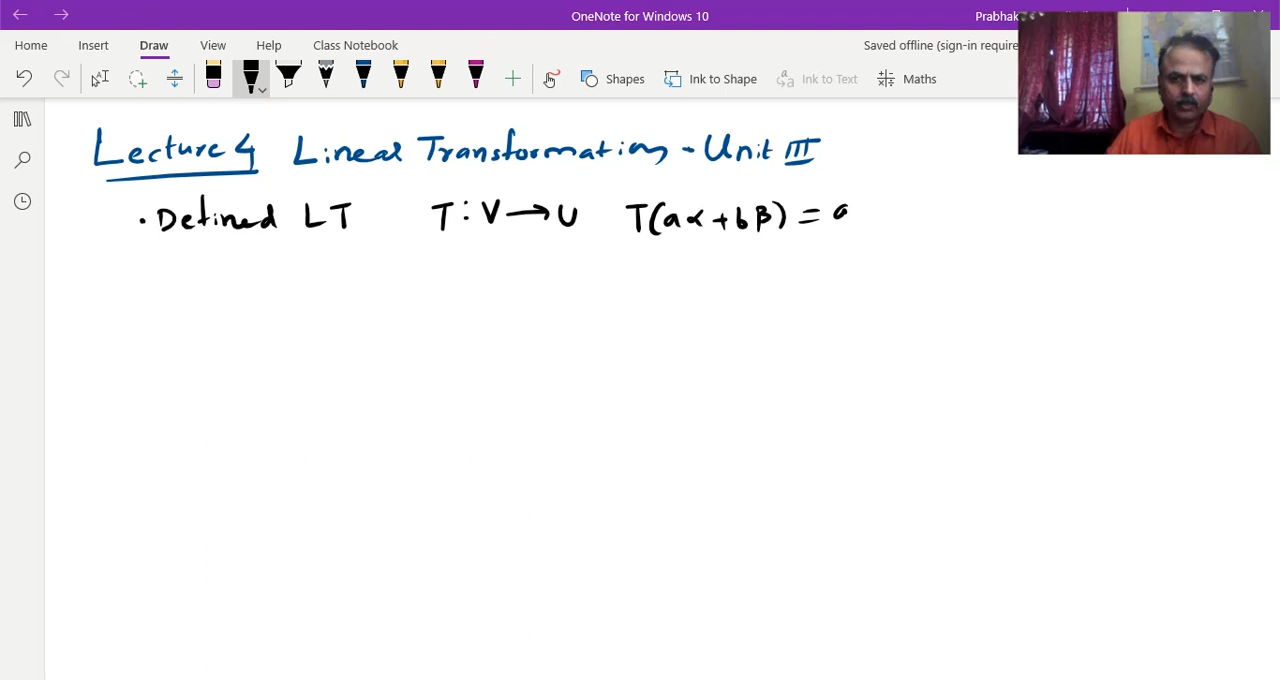 OneNote for Windows 10
Prabhak
Home Insert Draw View Help Class Notebook
Saved offline (sign-in require
Shapes Ink to Shape Ink to Text Maths
Lecture 4 Linear Transformation - Unit III
• Defined LT T : V → U T(aα + bβ) = a